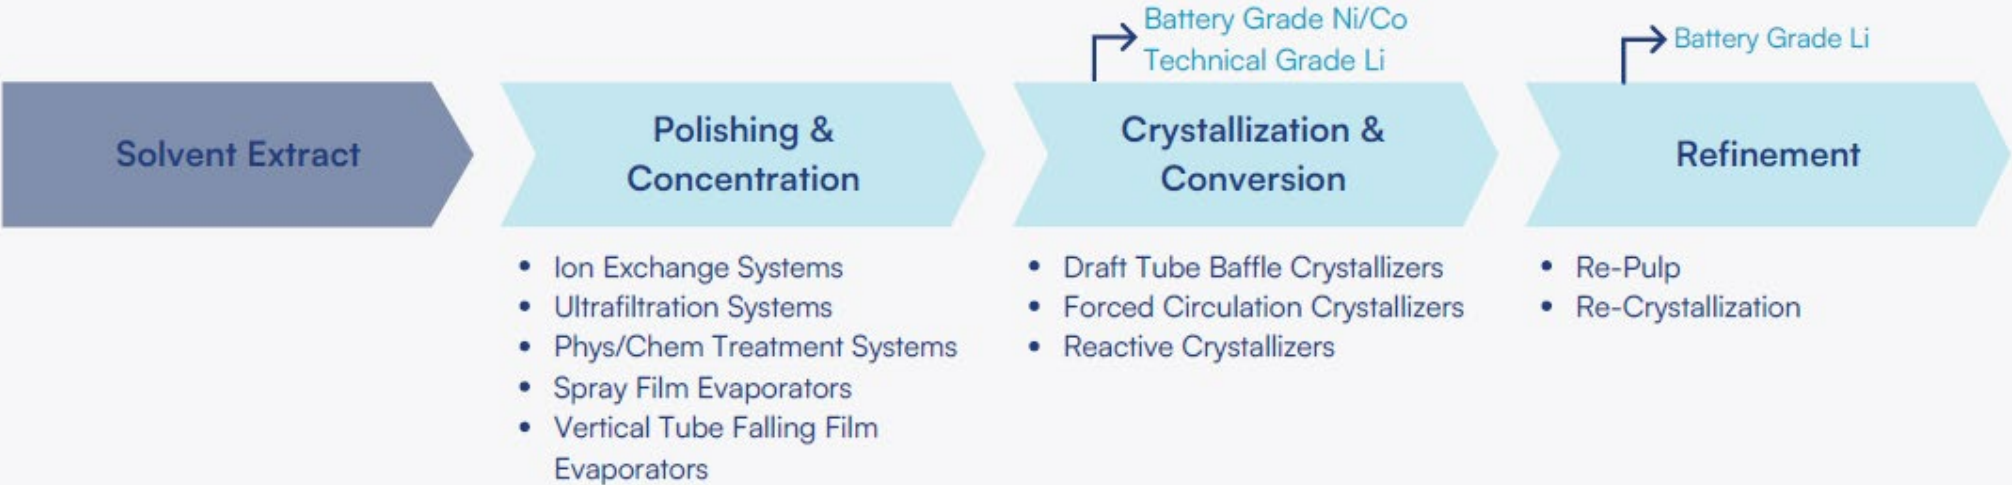 Battery Grade Ni/Co
Technical Grade Li
Battery Grade Li
Solvent Extract
Polishing &
Concentration
Crystallization &
Conversion
Refinement
• Ion Exchange Systems
• Ultrafiltration Systems
• Phys/Chem Treatment Systems
• Spray Film Evaporators
• Vertical Tube Falling Film
Evaporators
• Draft Tube Baffle Crystallizers
• Forced Circulation Crystallizers
• Reactive Crystallizers
• Re-Pulp
• Re-Crystallization